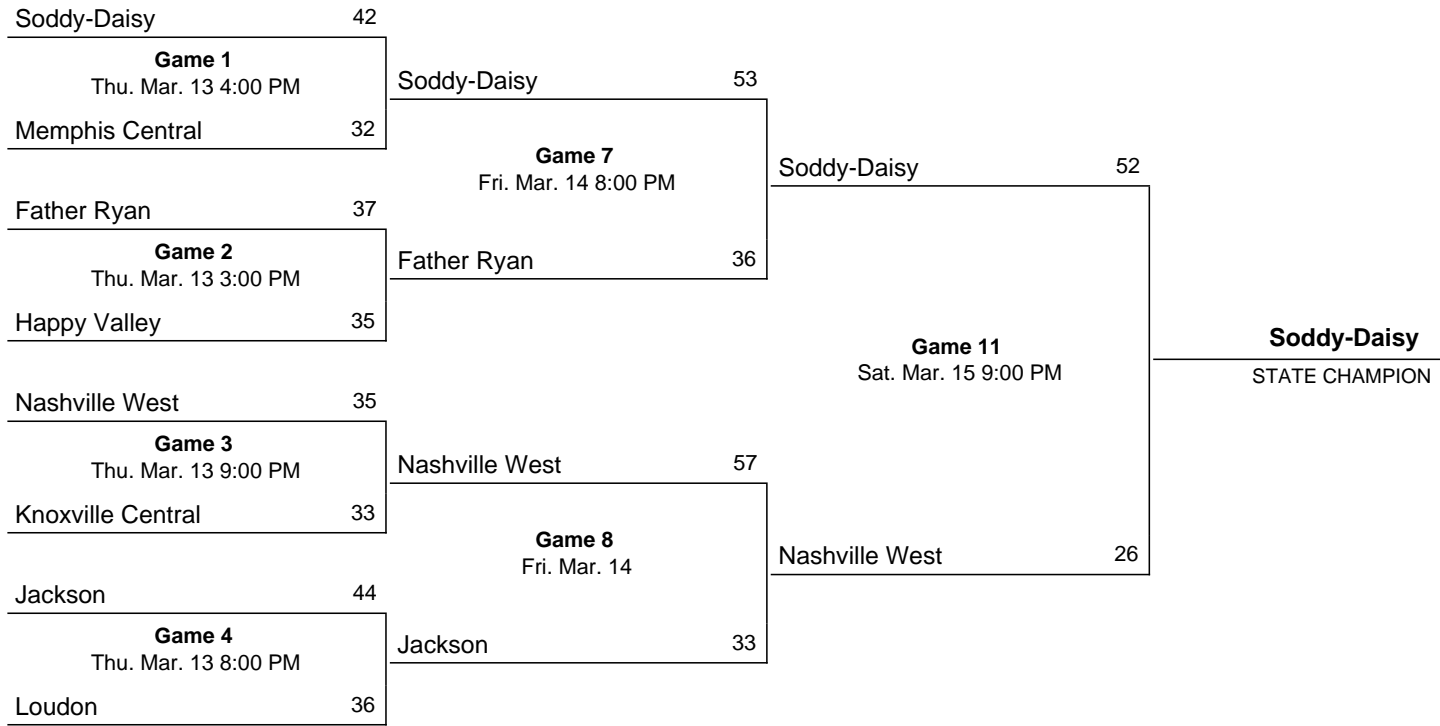 Soddy-Daisy 42
Game 1
Thu. Mar. 13 4:00 PM
Memphis Central 32
Father Ryan 37
Game 2
Thu. Mar. 13 3:00 PM
Happy Valley 35
Nashville West 35
Game 3
Thu. Mar. 13 9:00 PM
Knoxville Central 33
Jackson 44
Game 4
Thu. Mar. 13 8:00 PM
Loudon 36
Soddy-Daisy 53
Game 7
Fri. Mar. 14 8:00 PM
Father Ryan 36
Nashville West 57
Game 8
Fri. Mar. 14
Jackson 33
Soddy-Daisy 52
Game 11
Sat. Mar. 15 9:00 PM
Nashville West 26
Soddy-Daisy
STATE CHAMPION